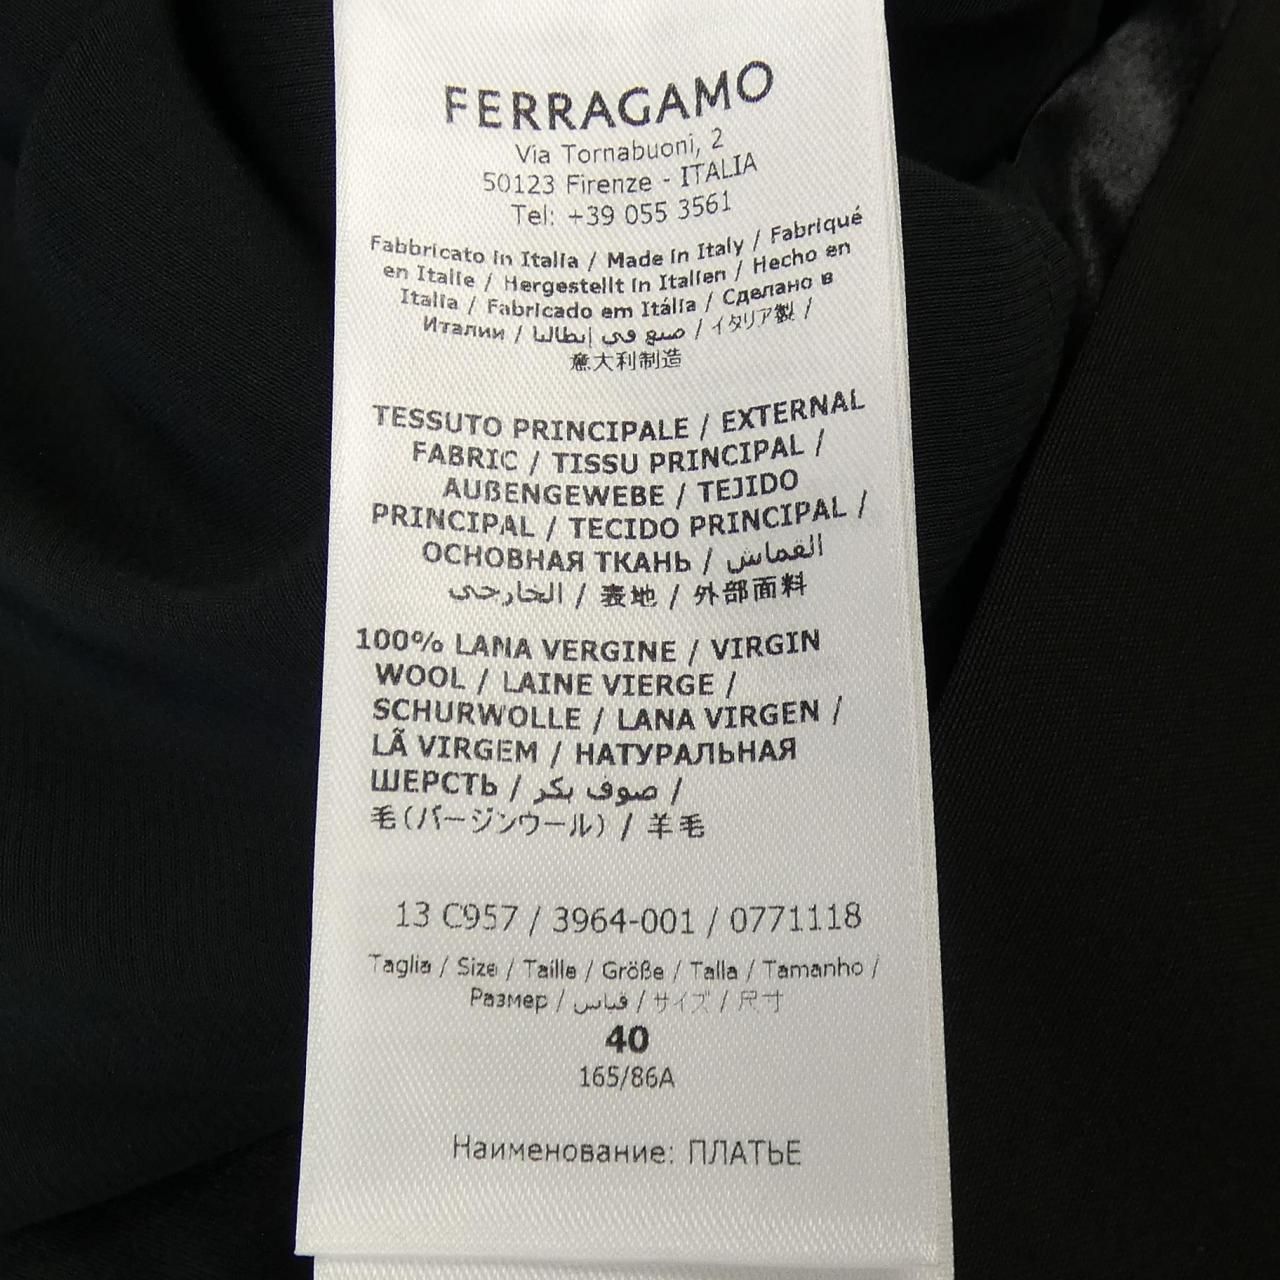 FERRAGAMO
Via Tornabuoni, 2
50123 Firenze - ITALIA
Tel: +39 055 3561
Fabbricato in Italia / Made in Italy / Fabriqué
en Italie / Hergestellt in Italien / Hecho en
Italia / Fabricado em Itália / Сделано в
Италии / صنع في إيطاليا / イタリア製 /
意大利制造
TESSUTO PRINCIPALE / EXTERNAL
FABRIC / TISSU PRINCIPAL /
AUßENGEWEBE / TEJIDO
PRINCIPAL / TECIDO PRINCIPAL /
ОСНОВНАЯ ТКАНЬ / القماش
الخارجي / 表地 / 外部面料
100% LANA VERGINE / VIRGIN
WOOL / LAINE VIERGE /
SCHURWOLLE / LANA VIRGEN /
LÃ VIRGEM / НАТУРАЛЬНАЯ
ШЕРСТЬ / صوف بكر /
毛(バージンウール) / 羊毛
13 C957 / 3964-001 / 0771118
Taglia / Size / Taille / Größe / Talla / Tamanho /
Размер / قياس / サイズ / 尺寸
40
165/86A
Наименование: ПЛАТЬЕ